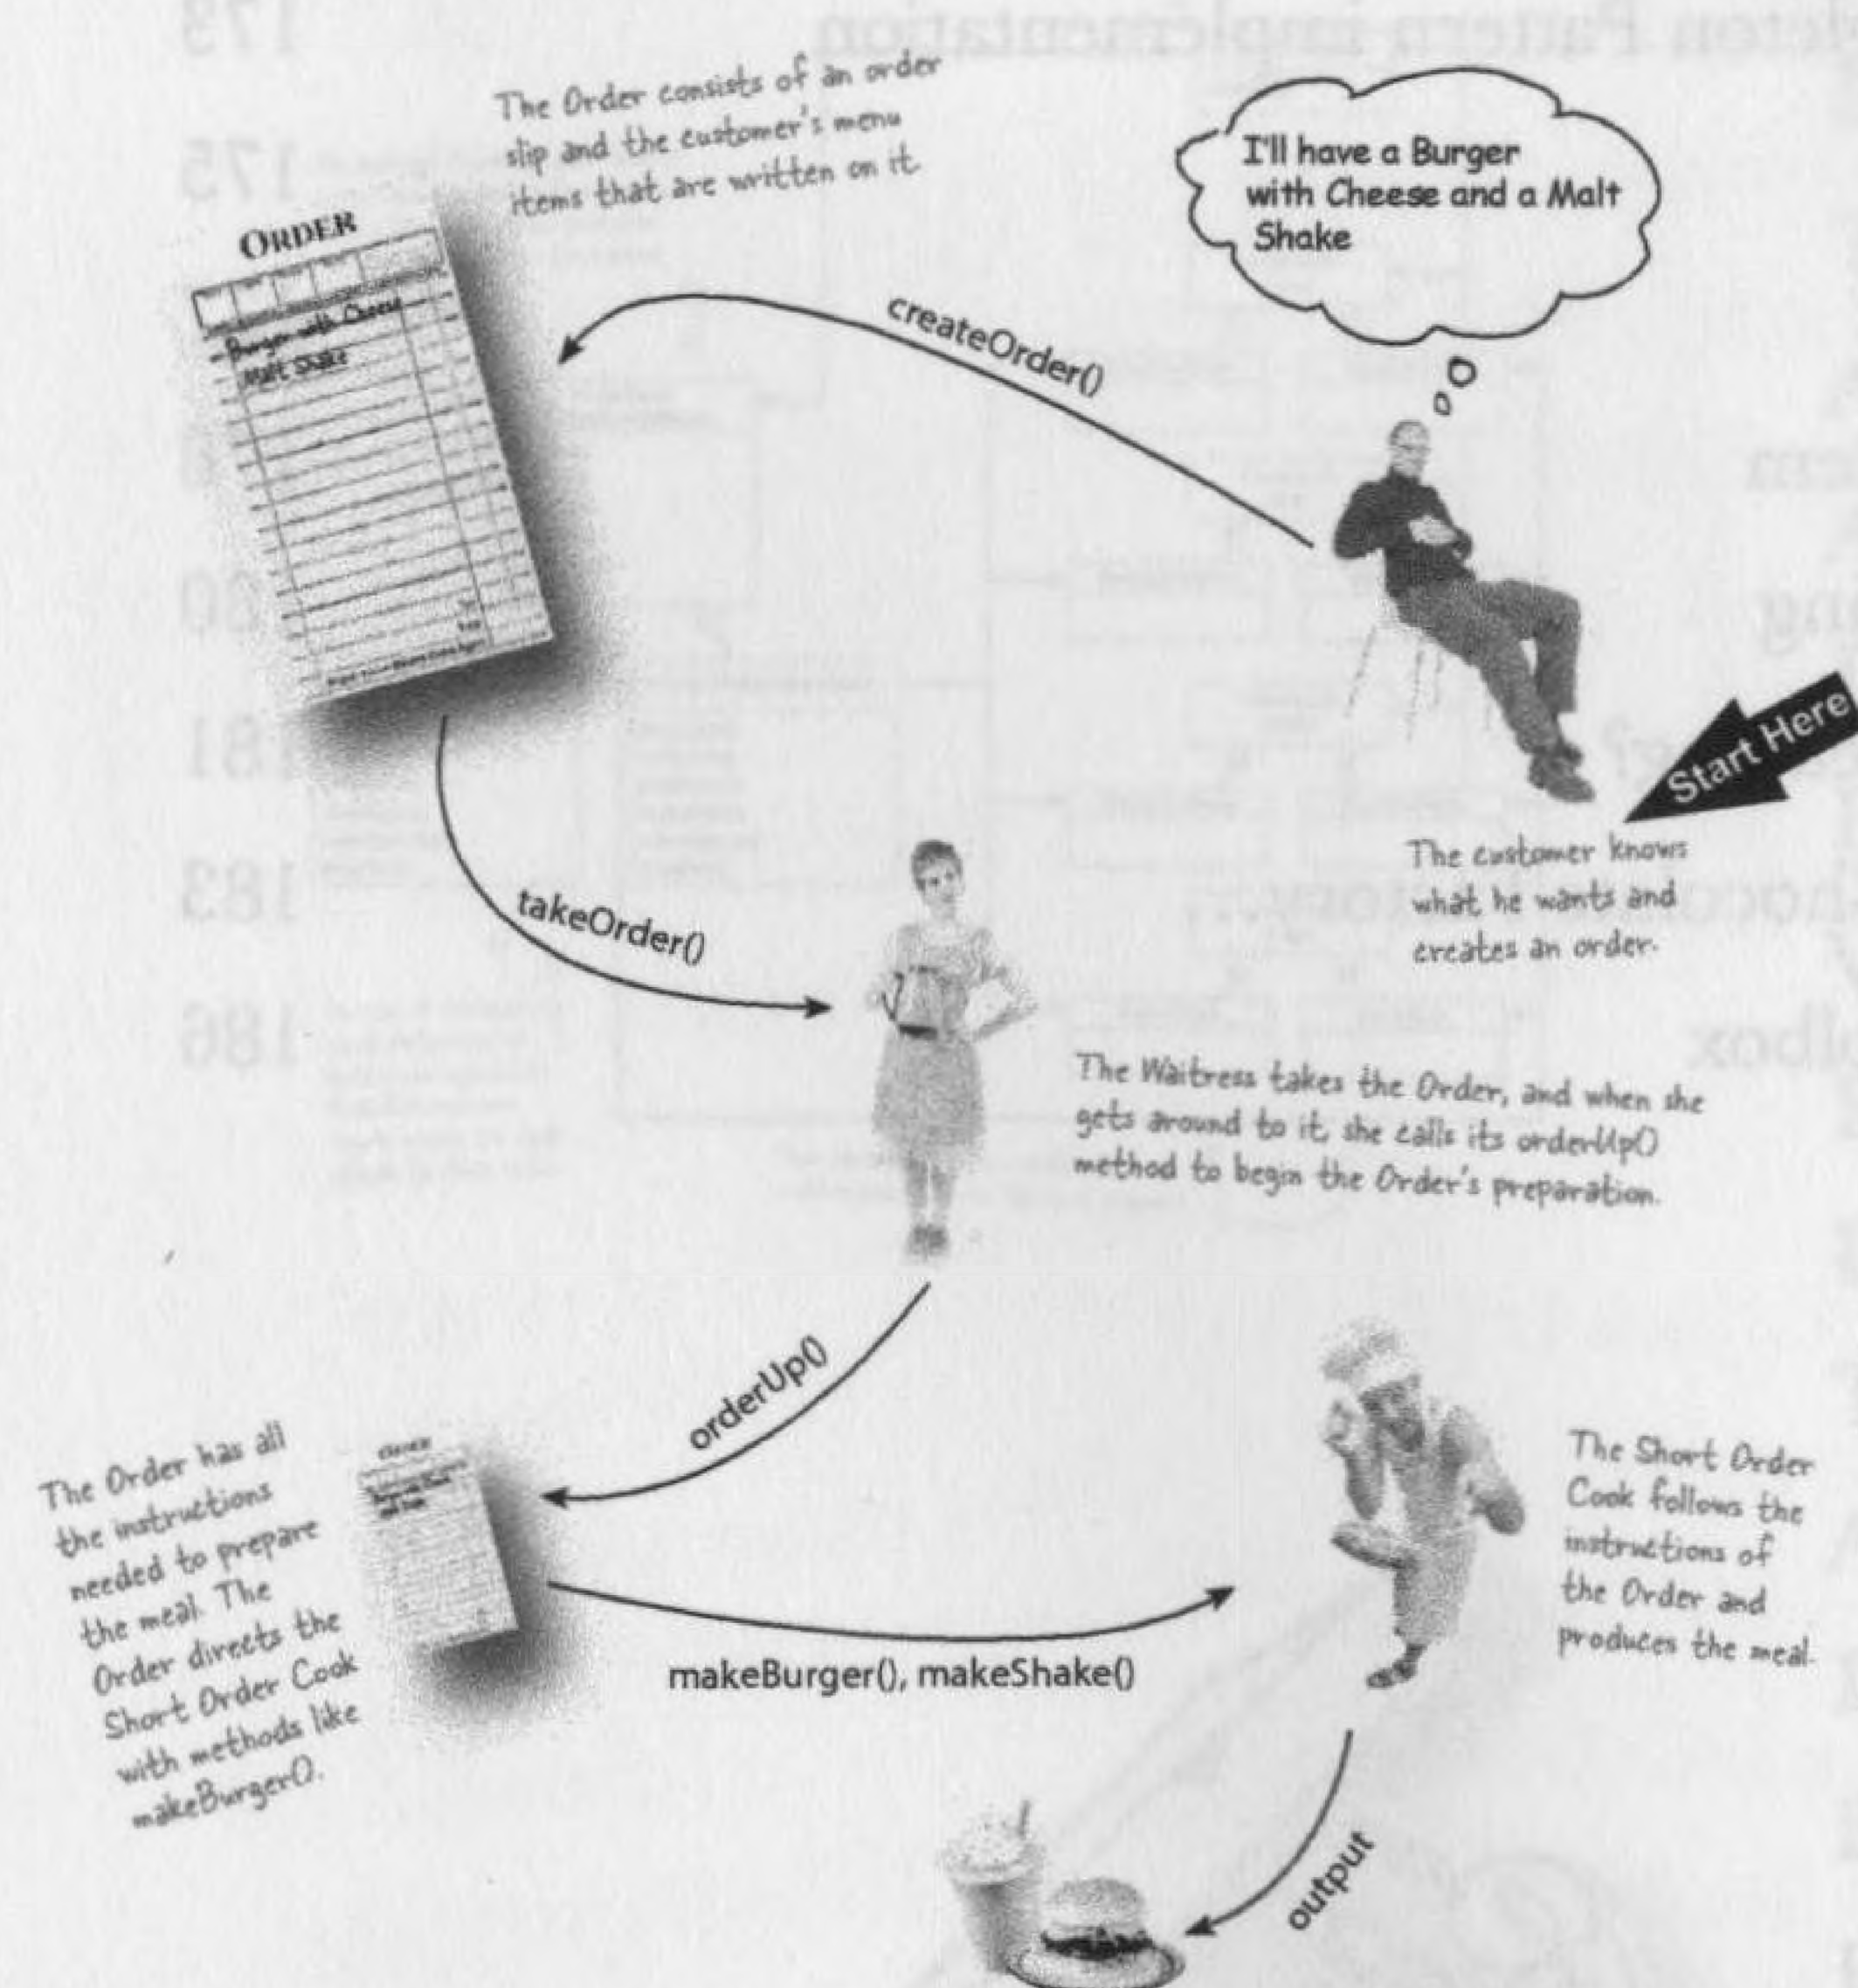 The Order consists of an order
slip and the customer's menu
items that are written on it.
I'll have a Burger
with Cheese and a Malt
Shake
ORDER
Burger with Cheese
Malt Shake
createOrder()
Start Here
The customer knows
what he wants and
creates an order.
takeOrder()
The Waitress takes the Order, and when she
gets around to it, she calls its orderUp()
method to begin the Order's preparation.
orderUp()
The Order has all
the instructions
needed to prepare
the meal. The
Order directs the
Short Order Cook
with methods like
makeBurger().
The Short Order
Cook follows the
instructions of
the Order and
produces the meal.
makeBurger(), makeShake()
output